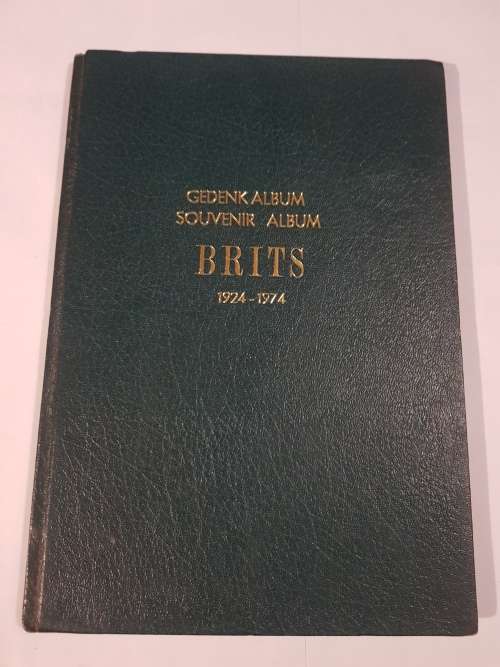 GEDENK ALBUM
SOUVENIR ALBUM
BRITS
1924-1974